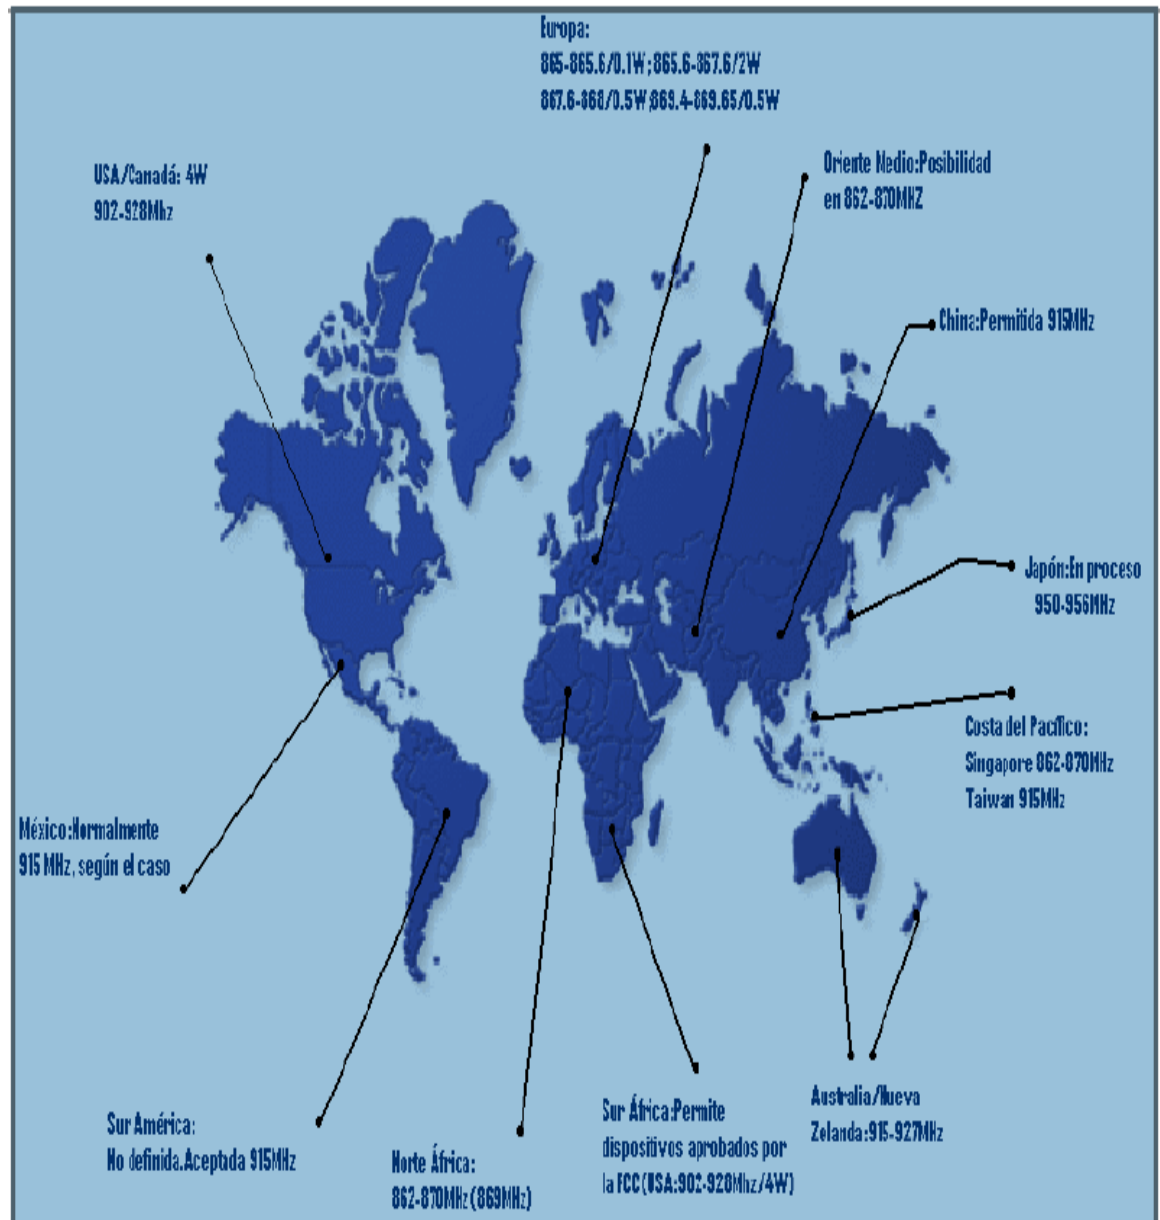 Europa:
865-865.6/0.1W;865.6-867.6/2W
867.6-868/0.5W;869.4-869.65/0.5W
USA/Canadá: 4W
902-928Mhz
Oriente Medio:Posibilidad
en 862-870MHZ
China:Permitida 915MHz
Japón:En proceso
950-956MHz
Costa del Pacífico:
Singapore 862-870MHz
Taiwan 915MHz
México:Normalmente
915 MHz, según el caso
Sur América:
No definida.Aceptada 915MHz
Norte África:
862-870MHz (869MHz)
Sur África:Permite
dispositivos aprobados por
la FCC(USA:902-928Mhz/4W)
Australia/Nueva
Zelanda:915-927MHz